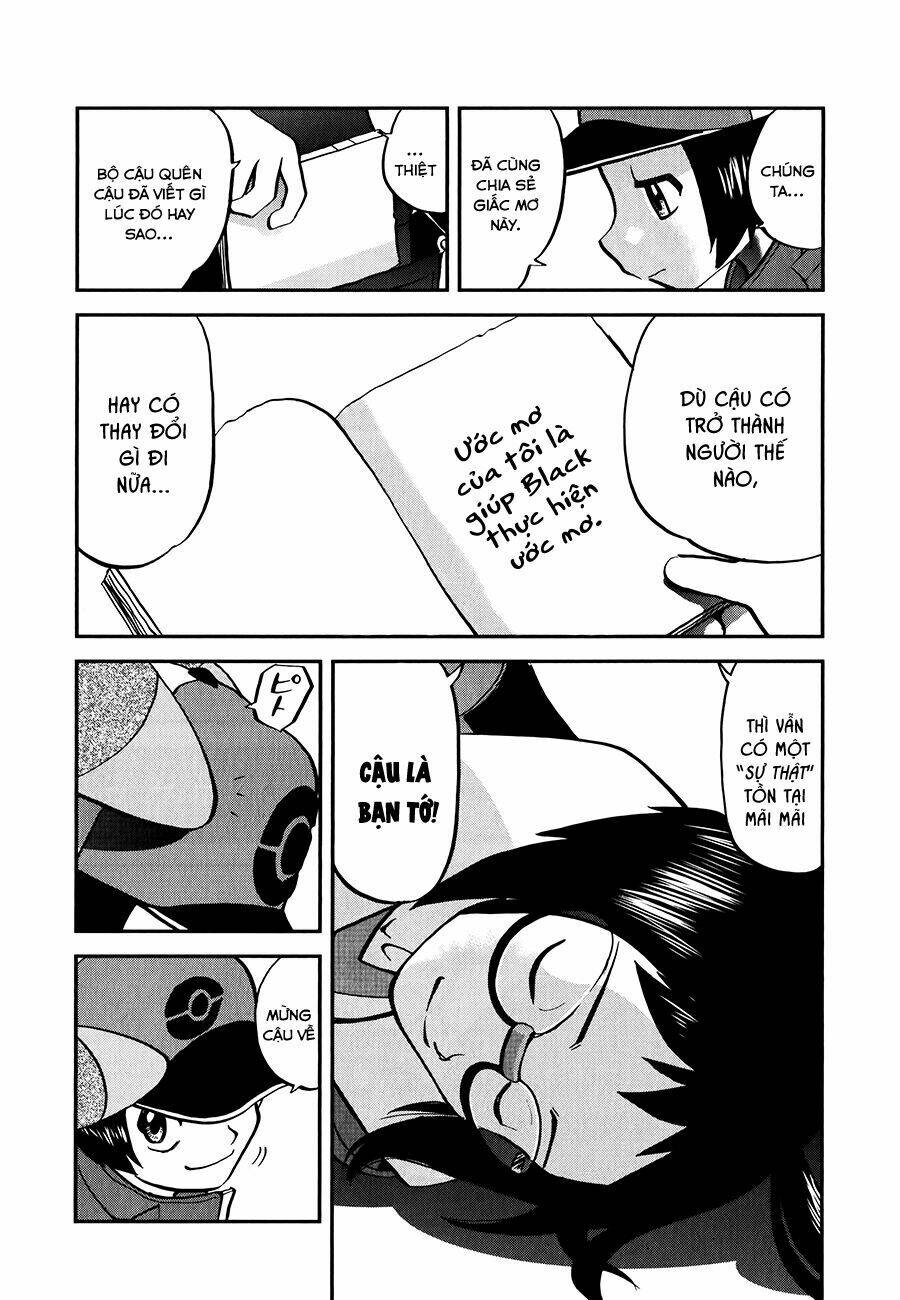 CHÚNG
TA...
ĐÃ CÙNG
CHIA SẺ
GIẤC MƠ
NÀY.
...
THIỆT
BỘ CẬU QUÊN
CẬU ĐÃ VIẾT GÌ
LÚC ĐÓ HAY
SAO...
DÙ CẬU CÓ
TRỞ THÀNH
NGƯỜI THẾ
NÀO,
Ước mơ
của tôi là
giúp Black
thực hiện
ước mơ.
HAY CÓ
THAY ĐỔI
GÌ ĐI
NỮA...
THÌ VẪN
CÓ MỘT
“SỰ THẬT”
TỒN TẠI
MÃI MÃI
CẬU LÀ
BẠN TỚ!
ピト
MỪNG
CẬU VỀ